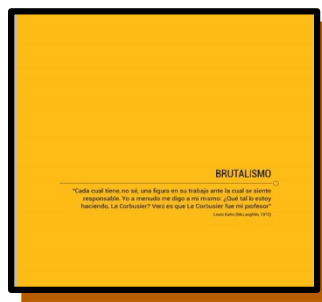 BRUTALISMO
"Cada cual tiene,no sé, una figura en su trabajo ante la cual se siente
responsable. Yo a menudo me digo a mi mismo: ¿Qué tal lo estoy
haciendo, Le Corbusier? Verá es que Le Corbusier fue mi pofesor"
Louis Kahn (McLaughlin, 1972)